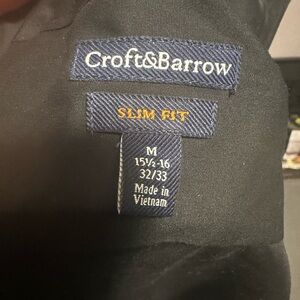 Croft&Barrow
SLIM FIT
M
15½-16
32/33
Made in
Vietnam